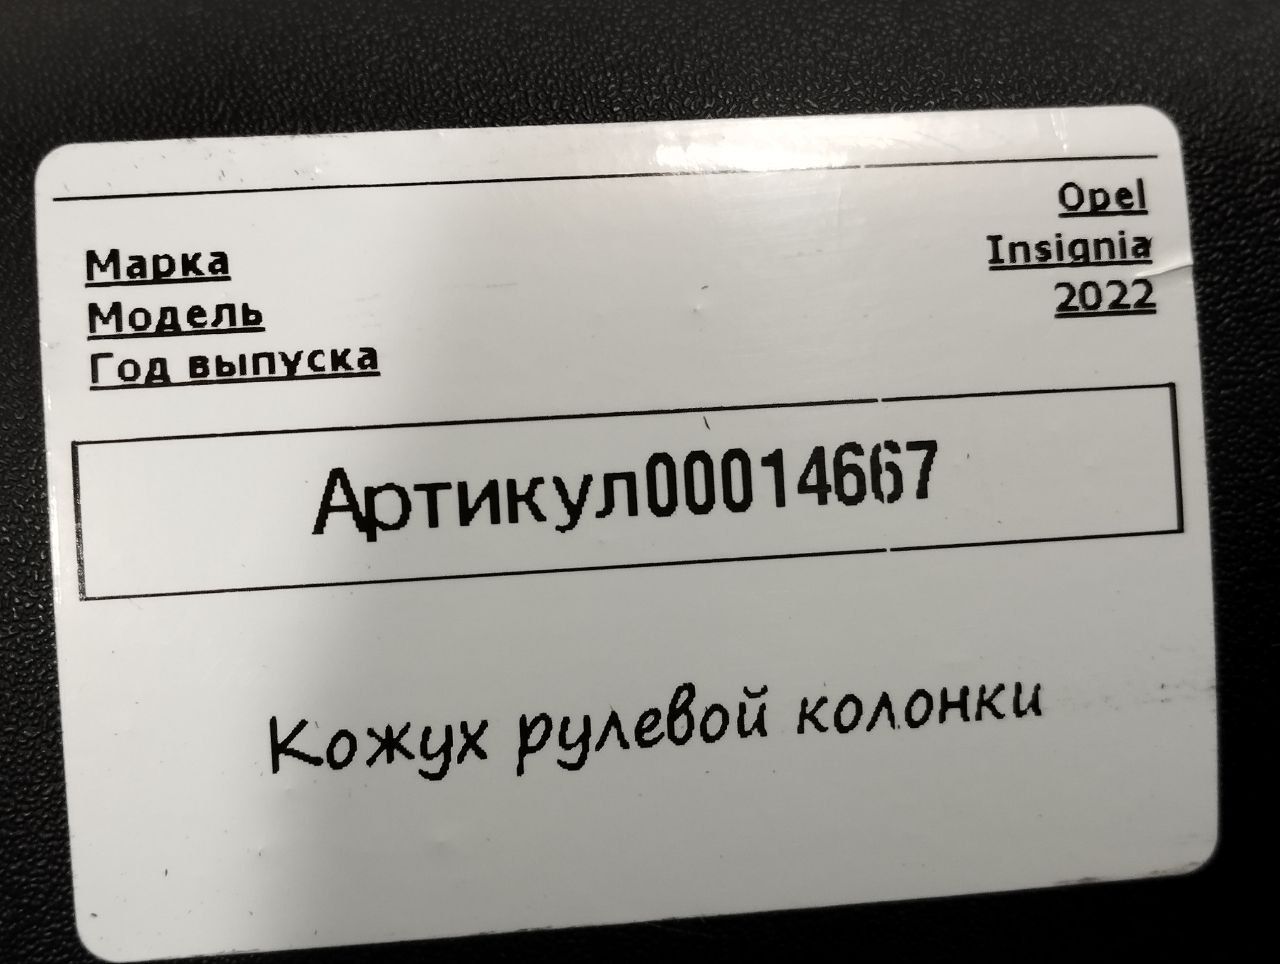 Марка Opel
Модель Insignia
Год выпуска 2022
Артикул00014667
Кожух рулевой колонки